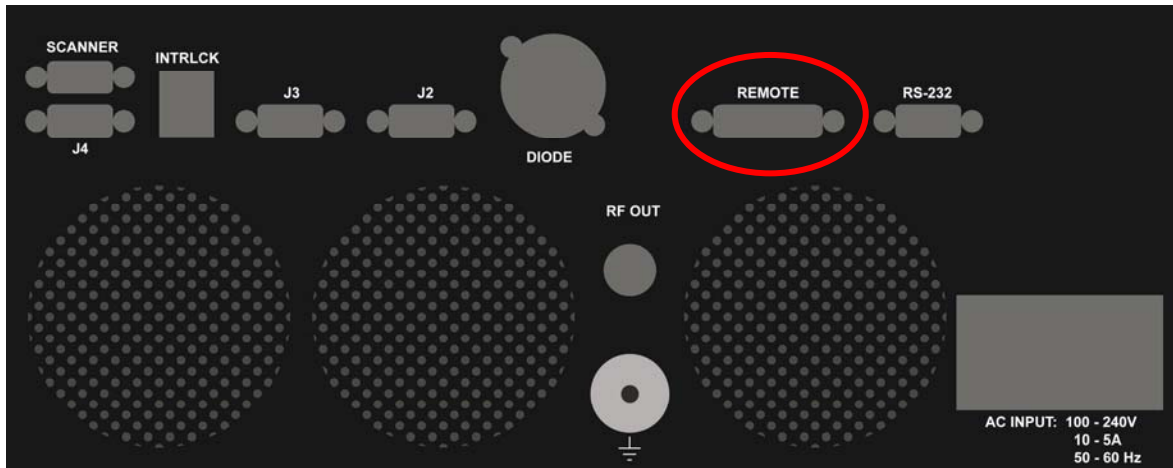 SCANNER
INTRLCK
J3
J2
REMOTE
RS-232
J4
DIODE
RF OUT
AC INPUT: 100 - 240V
10 - 5A
50 - 60 Hz